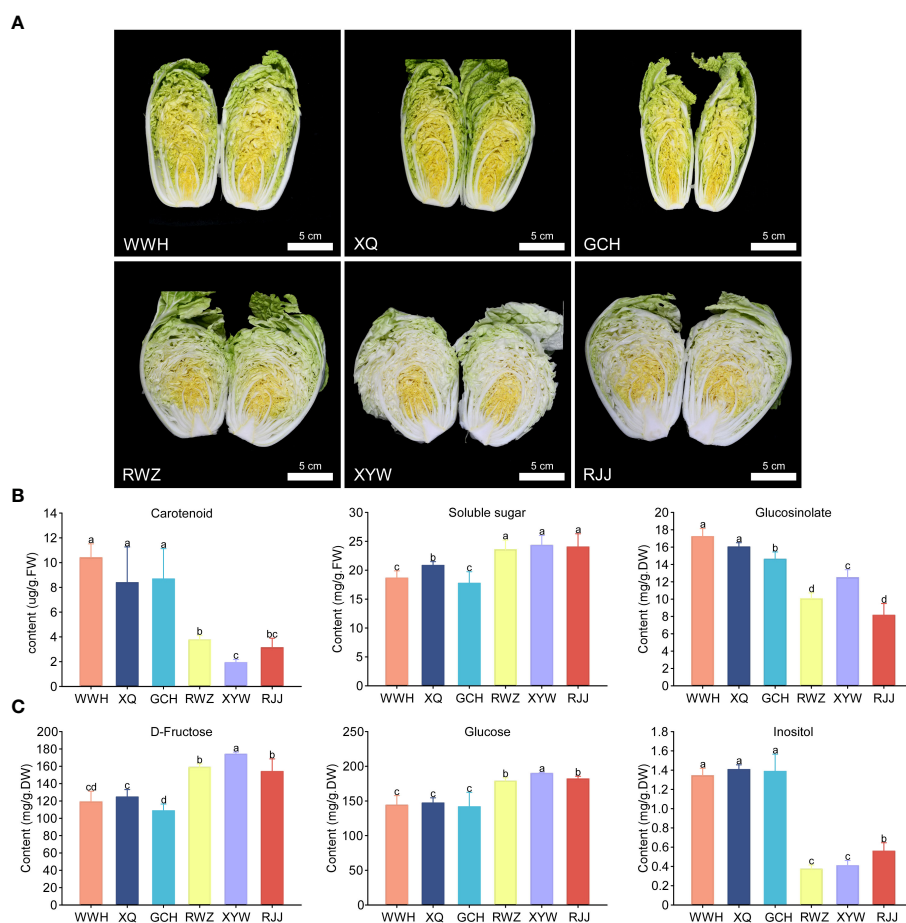 A
5 cm
5 cm
5 cm
WWH
XQ
GCH
5 cm
5 cm
5 cm
RWZ
XYW
RJJ
B
Carotenoid
content (ug/g.FW)
14
12
10
8
6
4
2
0
a
a
a
b
c
bc
WWH XQ GCH RWZ XYW RJJ
Soluble sugar
Content (mg/g.FW)
30
25
20
15
10
5
0
c
b
c
a
a
a
WWH XQ GCH RWZ XYW RJJ
Glucosinolate
Content (mg/g.DW)
20
18
16
14
12
10
8
6
4
2
0
a
a
b
d
c
d
WWH XQ GCH RWZ XYW RJJ
C
D-Fructose
Content (mg/g.DW)
200
180
160
140
120
100
80
60
40
20
0
cd
c
d
b
a
b
WWH XQ GCH RWZ XYW RJJ
Glucose
Content (mg/g.DW)
250
200
150
100
50
0
c
c
c
b
a
b
WWH XQ GCH RWZ XYW RJJ
Inositol
Content (mg/g.DW)
1.8
1.6
1.4
1.2
1.0
0.8
0.6
0.4
0.2
0
a
a
a
c
c
b
WWH XQ GCH RWZ XYW RJJ